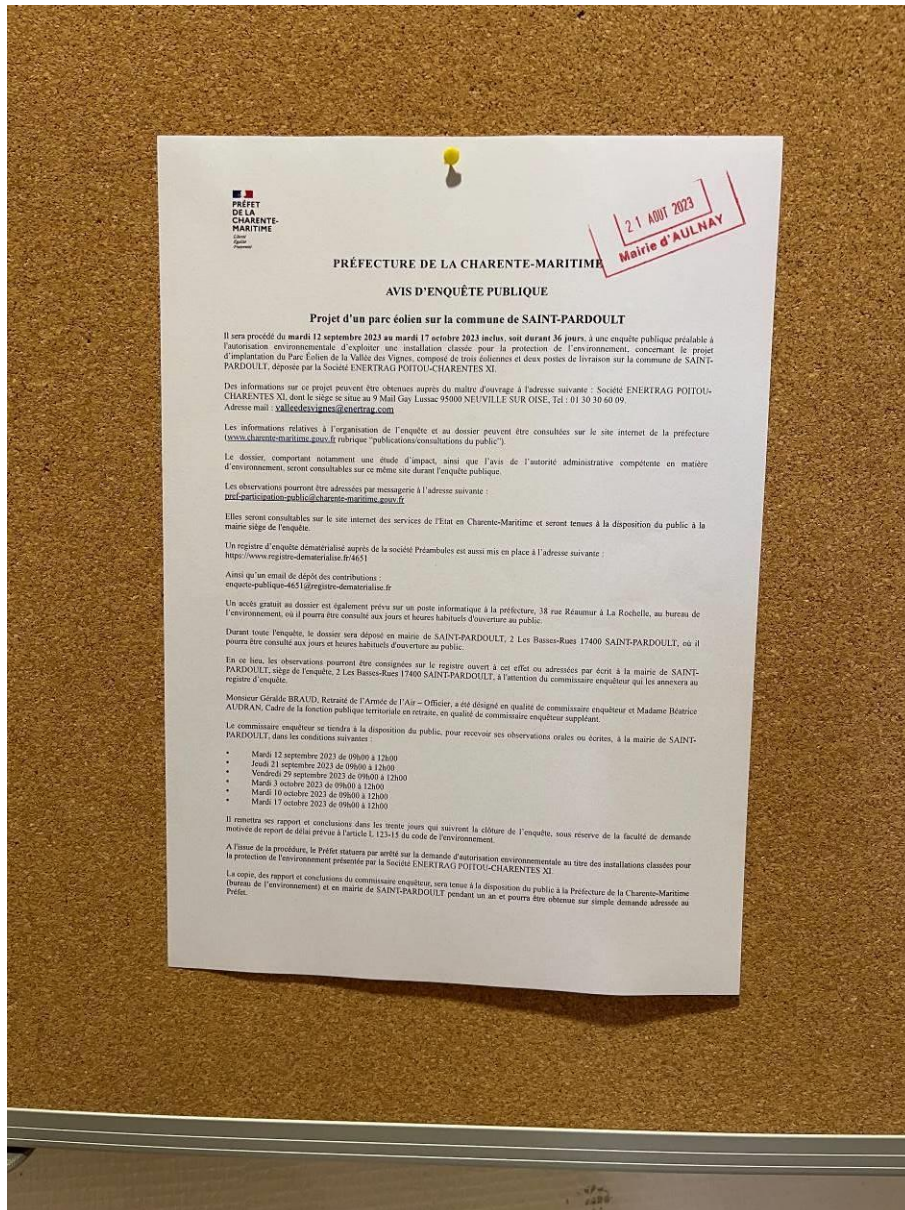 PRÉFET
DE LA
CHARENTE-
MARITIME
Liberté
Égalité
Fraternité
21 AOUT 2023
Mairie d'AULNAY
PRÉFECTURE DE LA CHARENTE-MARITIME
AVIS D'ENQUÊTE PUBLIQUE
Projet d'un parc éolien sur la commune de SAINT-PARDOULT
Il sera procédé du mardi 12 septembre 2023 au mardi 17 octobre 2023 inclus, soit durant 36 jours, à une enquête publique préalable à
l'autorisation environnementale d'exploiter une installation classée pour la protection de l'environnement, concernant le projet
d'implantation du Parc Éolien de la Vallée des Vignes, composé de trois éoliennes et deux postes de livraison sur la commune de SAINT-
PARDOULT, déposée par la Société ENERTRAG POITOU-CHARENTES XI.
Des informations sur ce projet peuvent être obtenues auprès du maître d'ouvrage à l'adresse suivante : Société ENERTRAG POITOU-
CHARENTES XI, dont le siège se situe au 9 Mail Gay Lussac 95000 NEUVILLE SUR OISE, Tel : 01 30 30 60 09.
Adresse mail : valleedesvignes@enertrag.com
Les informations relatives à l'organisation de l'enquête et au dossier peuvent être consultées sur le site internet de la préfecture
(www.charente-maritime.gouv.fr rubrique "publications/consultations du public").
Le dossier, comportant notamment une étude d'impact, ainsi que l'avis de l'autorité administrative compétente en matière
d'environnement, seront consultables sur ce même site durant l'enquête publique.
Les observations pourront être adressées par messagerie à l'adresse suivante :
pref-participation-public@charente-maritime.gouv.fr
Elles seront consultables sur le site internet des services de l'Etat en Charente-Maritime et seront tenues à la disposition du public à la
mairie siège de l'enquête.
Un registre d'enquête dématérialisé auprès de la société Préambules est aussi mis en place à l'adresse suivante :
https://www.registre-dematerialise.fr/4651
Ainsi qu'un email de dépôt des contributions :
enquete-publique-4651@registre-dematerialise.fr
Un accès gratuit au dossier est également prévu sur un poste informatique à la préfecture, 38 rue Réaumur à La Rochelle, au bureau de
l'environnement, où il pourra être consulté aux jours et heures habituels d'ouverture au public.
Durant toute l'enquête, le dossier sera déposé en mairie de SAINT-PARDOULT, 2 Les Basses-Rues 17400 SAINT-PARDOULT, où il
pourra être consulté aux jours et heures habituels d'ouverture au public.
En ce lieu, les observations pourront être consignées sur le registre ouvert à cet effet ou adressées par écrit à la mairie de SAINT-
PARDOULT, siège de l'enquête, 2 Les Basses-Rues 17400 SAINT-PARDOULT, à l'attention du commissaire enquêteur qui les annexera au
registre d'enquête.
Monsieur Géralde BRAUD, Retraité de l'Armée de l'Air – Officier, a été désigné en qualité de commissaire enquêteur et Madame Béatrice
AUDRAN, Cadre de la fonction publique territoriale en retraite, en qualité de commissaire enquêteur suppléant.
Le commissaire enquêteur se tiendra à la disposition du public, pour recevoir ses observations orales ou écrites, à la mairie de SAINT-
PARDOULT, dans les conditions suivantes :
• Mardi 12 septembre 2023 de 09h00 à 12h00
• Jeudi 21 septembre 2023 de 09h00 à 12h00
• Vendredi 29 septembre 2023 de 09h00 à 12h00
• Mardi 3 octobre 2023 de 09h00 à 12h00
• Mardi 10 octobre 2023 de 09h00 à 12h00
• Mardi 17 octobre 2023 de 09h00 à 12h00
Il remettra ses rapport et conclusions dans les trente jours qui suivront la clôture de l'enquête, sous réserve de la faculté de demande
motivée de report de délai prévue à l'article L 123-15 du code de l'environnement.
A l'issue de la procédure, le Préfet statuera par arrêté sur la demande d'autorisation environnementale au titre des installations classées pour
la protection de l'environnement présentée par la Société ENERTRAG POITOU-CHARENTES XI.
La copie, des rapport et conclusions du commissaire enquêteur, sera tenue à la disposition du public à la Préfecture de la Charente-Maritime
(bureau de l'environnement) et en mairie de SAINT-PARDOULT pendant un an et pourra être obtenue sur simple demande adressée au
Préfet.